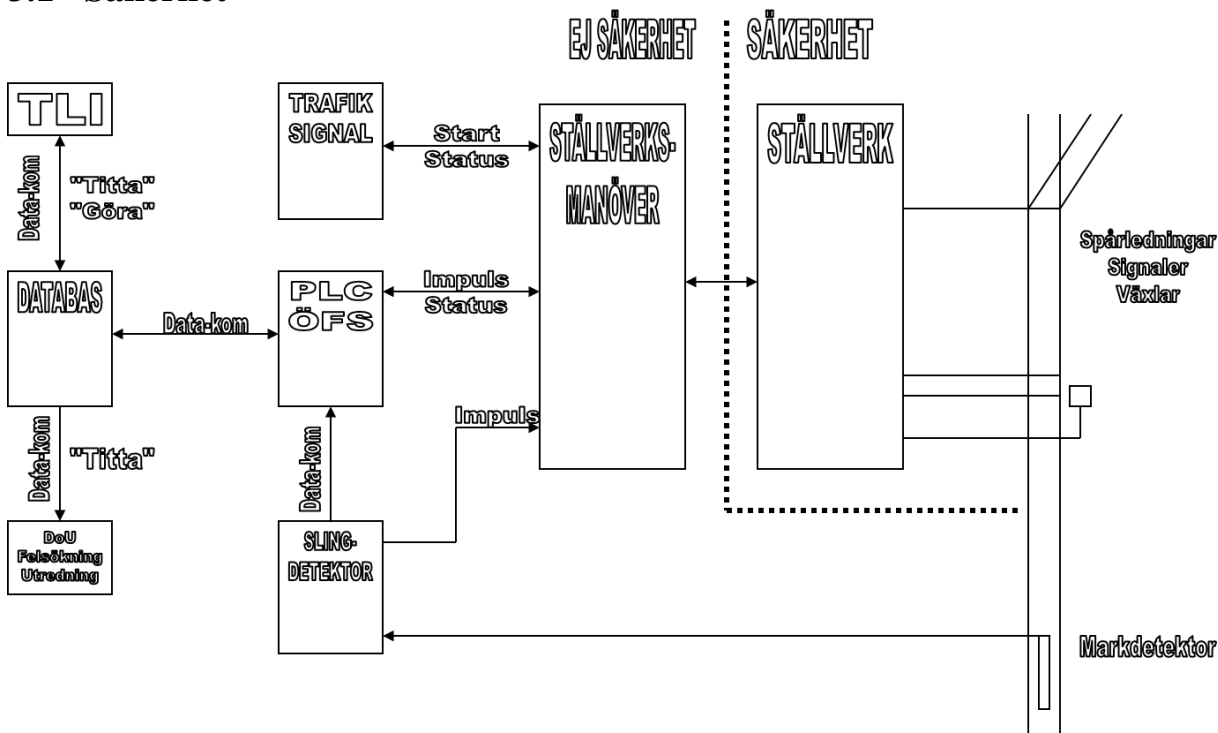 EJ SÄKERHET
SÄKERHET
TLI
TRAFIK
SIGNAL
Start
Status
STÄLLVERKS-
MANÖVER
STÄLLVERK
Data-kom
"Titta"
"Göra"
Spårledningar
Signaler
Växlar
DATABAS
Data-kom
PLC
ÖFS
Impuls
Status
Impuls
Data-kom
"Titta"
Data-kom
DoU
Felsökning
Utredning
SLING-
DETEKTOR
Markdetektor